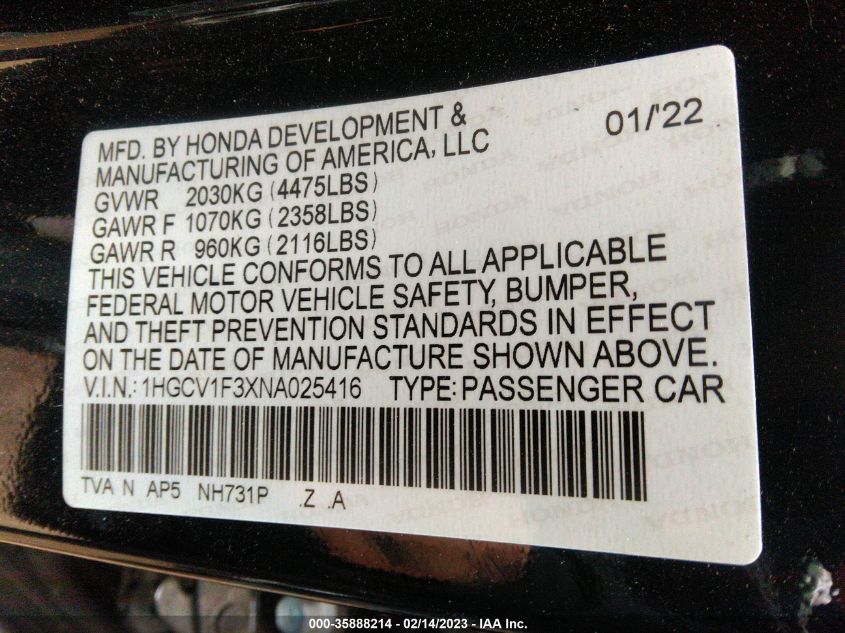 MFD. BY HONDA DEVELOPMENT &
MANUFACTURING OF AMERICA, LLC
01/'22
GVWR 2030KG (4475LBS)
GAWR F 1070KG (2358LBS)
GAWR R 960KG (2116LBS)
THIS VEHICLE CONFORMS TO ALL APPLICABLE
FEDERAL MOTOR VEHICLE SAFETY, BUMPER,
AND THEFT PREVENTION STANDARDS IN EFFECT
ON THE DATE OF MANUFACTURE SHOWN ABOVE.
V.I.N.: 1HGCV1F3XNA025416 TYPE: PASSENGER CAR
TVA N AP5 NH731P .Z .A
000-35888214 - 02/14/2023 - IAA Inc.